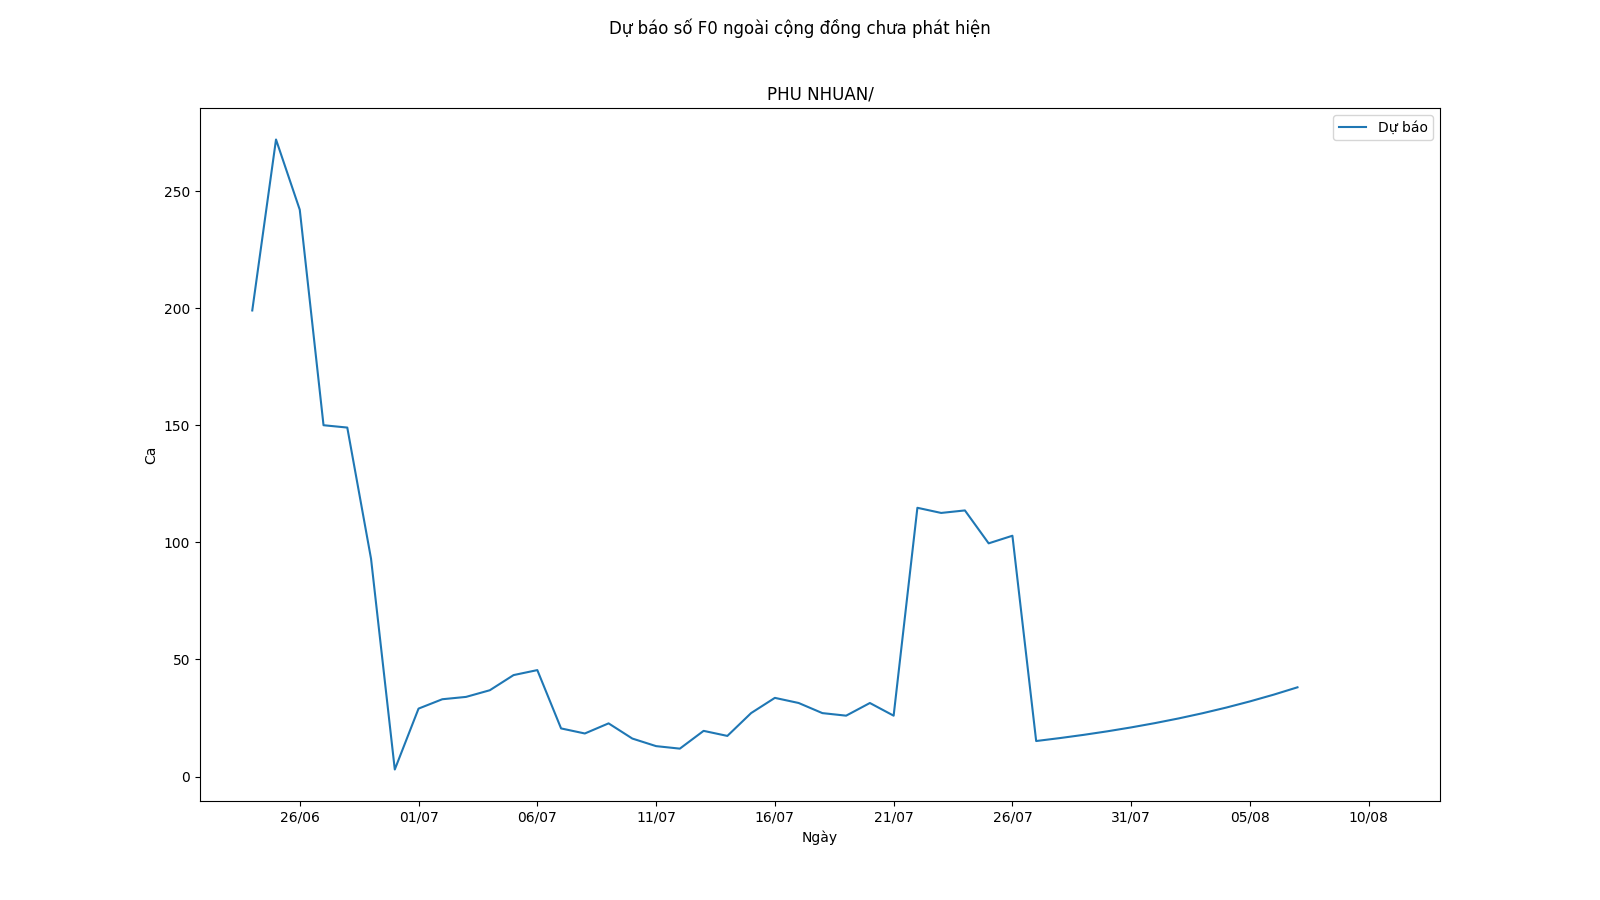 Dự báo số F0 ngoài cộng đồng chưa phát hiện
PHU NHUAN/
Dự báo
250
200
150
100
50
0
Ca
26/06 01/07 06/07 11/07 16/07 21/07 26/07 31/07 05/08 10/08
Ngày